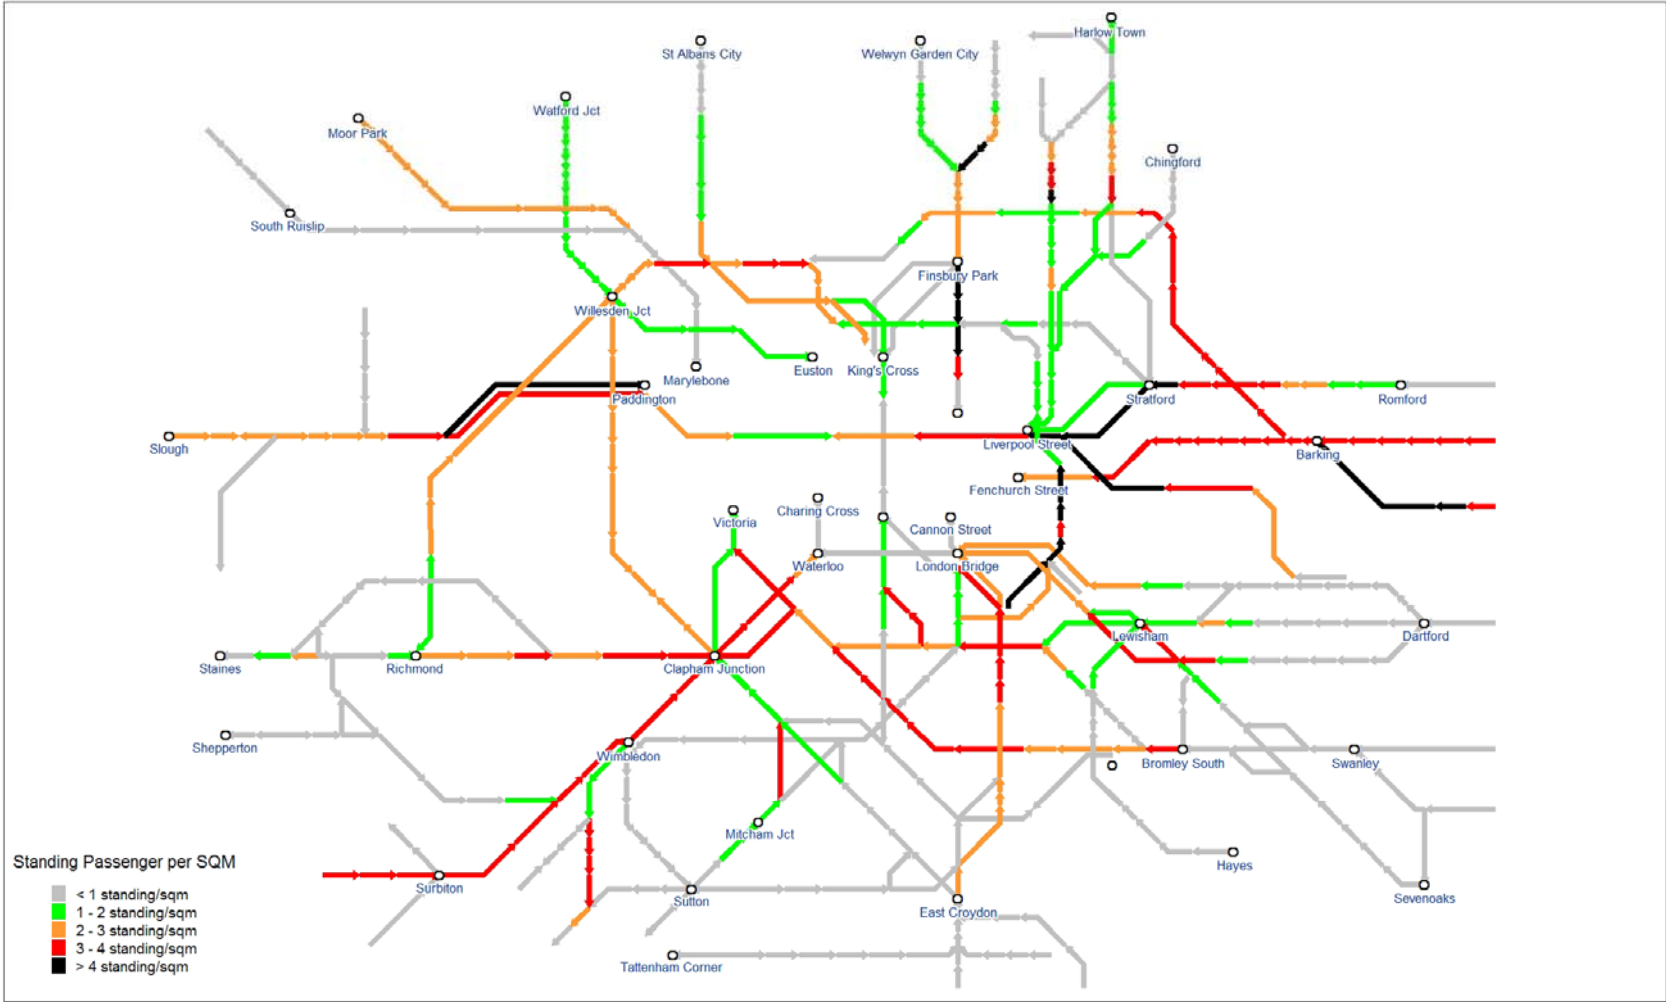 Harlow Town
St Albans City
Welwyn Garden City
Watford Jct
Moor Park
Chingford
South Ruislip
Finsbury Park
Willesden Jct
Marylebone
Euston
King's Cross
Paddington
Stratford
Romford
Slough
Liverpool Street
Barking
Fenchurch Street
Charing Cross
Victoria
Cannon Street
Waterloo
London Bridge
Lewisham
Dartford
Staines
Richmond
Clapham Junction
Shepperton
Wimbledon
Bromley South
Swanley
Mitcham Jct
Hayes
Surbiton
Sutton
Sevenoaks
East Croydon
Tattenham Corner
Standing Passenger per SQM
< 1 standing/sqm
1 - 2 standing/sqm
2 - 3 standing/sqm
3 - 4 standing/sqm
> 4 standing/sqm